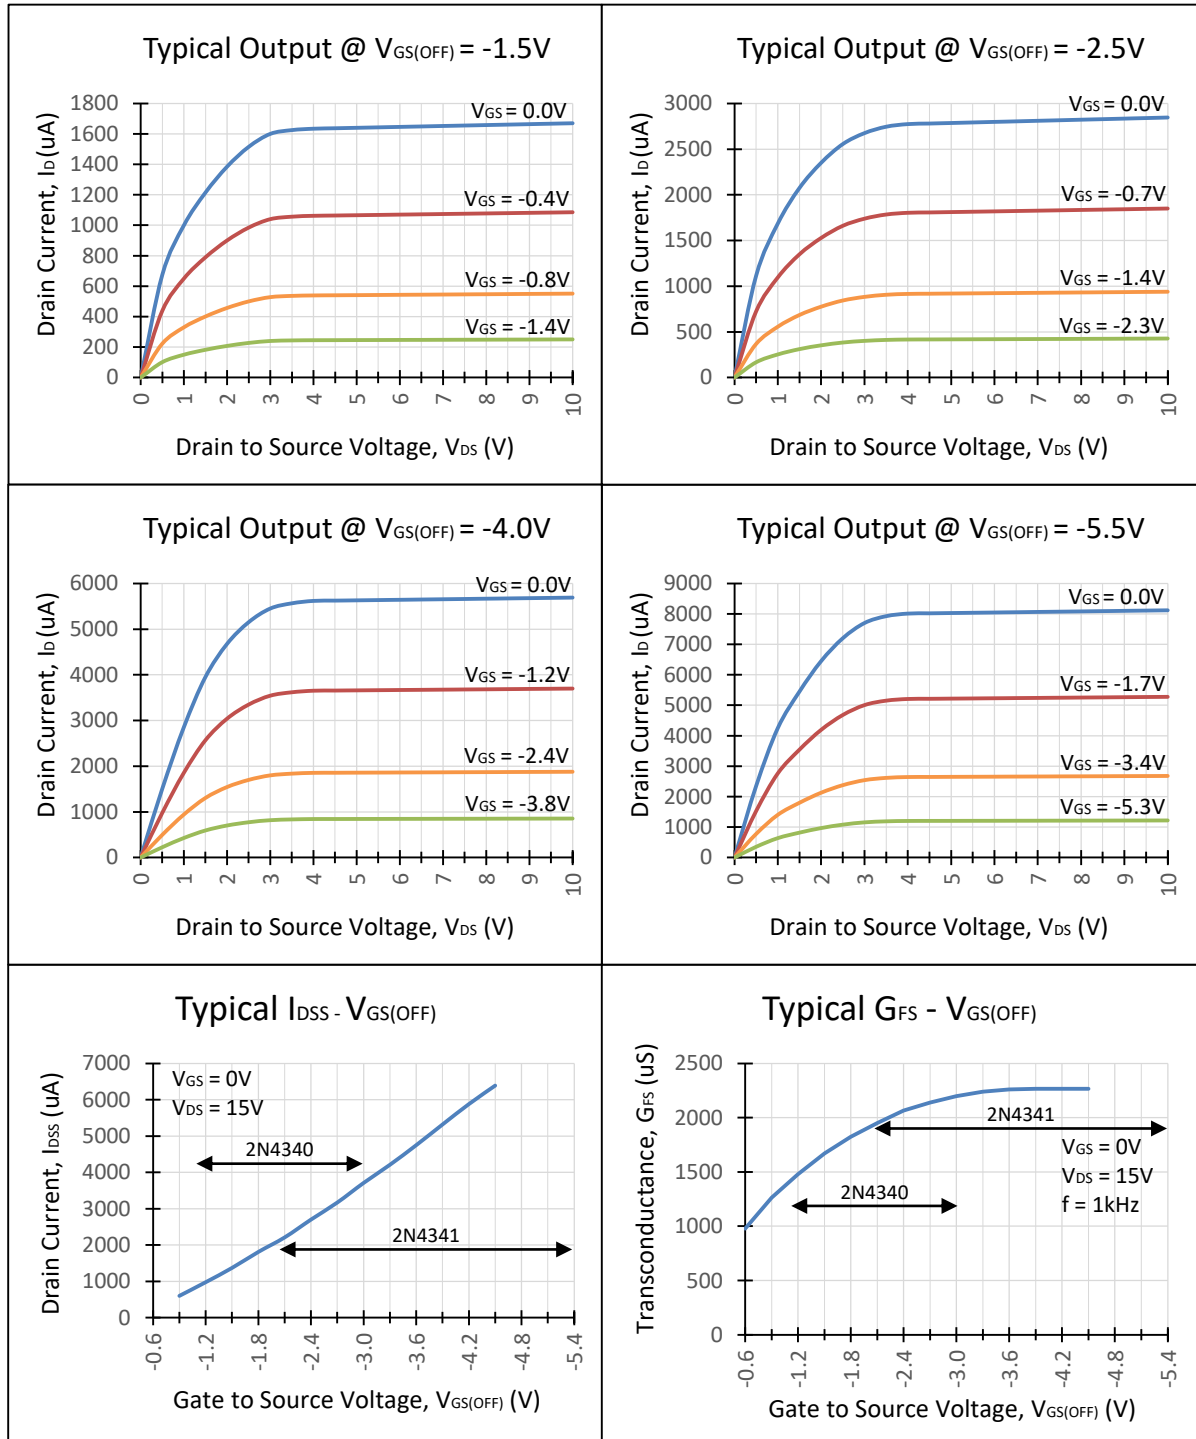 Typical Output @ VGS(OFF) = -1.5V
Drain Current, ID (uA)
1800
1600
1400
1200
1000
800
600
400
200
0
VGS = 0.0V
VGS = -0.4V
VGS = -0.8V
VGS = -1.4V
0 1 2 3 4 5 6 7 8 9 10
Drain to Source Voltage, VDS (V)
Typical Output @ VGS(OFF) = -2.5V
Drain Current, ID (uA)
3000
2500
2000
1500
1000
500
0
VGS = 0.0V
VGS = -0.7V
VGS = -1.4V
VGS = -2.3V
0 1 2 3 4 5 6 7 8 9 10
Drain to Source Voltage, VDS (V)
Typical Output @ VGS(OFF) = -4.0V
Drain Current, ID (uA)
6000
5000
4000
3000
2000
1000
0
VGS = 0.0V
VGS = -1.2V
VGS = -2.4V
VGS = -3.8V
0 1 2 3 4 5 6 7 8 9 10
Drain to Source Voltage, VDS (V)
Typical Output @ VGS(OFF) = -5.5V
Drain Current, ID (uA)
9000
8000
7000
6000
5000
4000
3000
2000
1000
0
VGS = 0.0V
VGS = -1.7V
VGS = -3.4V
VGS = -5.3V
0 1 2 3 4 5 6 7 8 9 10
Drain to Source Voltage, VDS (V)
Typical IDSS - VGS(OFF)
Drain Current, IDSS (uA)
7000
6000
5000
4000
3000
2000
1000
0
VGS = 0V
VDS = 15V
2N4340
2N4341
-0.6 -1.2 -1.8 -2.4 -3.0 -3.6 -4.2 -4.8 -5.4
Gate to Source Voltage, VGS(OFF) (V)
Typical GFS - VGS(OFF)
Transconductance, GFS (uS)
2500
2000
1500
1000
500
0
2N4341
VGS = 0V
VDS = 15V
f = 1kHz
2N4340
-0.6 -1.2 -1.8 -2.4 -3.0 -3.6 -4.2 -4.8 -5.4
Gate to Source Voltage, VGS(OFF) (V)